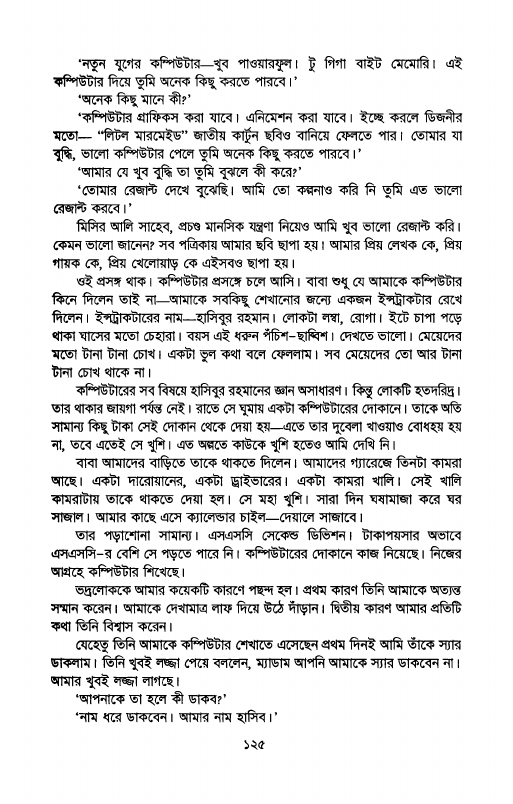 ‘নতুন যুগের কম্পিউটার—খুব পাওয়ারফুল। টু গিগা বাইট মেমোরি। এই
কম্পিউটার দিয়ে তুমি অনেক কিছু করতে পারবে।’
‘অনেক কিছু মানে কী?’
‘কম্পিউটার গ্রাফিকস করা যাবে। এনিমেশন করা যাবে। ইচ্ছে করলে ডিজনীর
মতো— “লিটল মারমেইড” জাতীয় কার্টুন ছবিও বানিয়ে ফেলতে পার। তোমার যা
বুদ্ধি, ভালো কম্পিউটার পেলে তুমি অনেক কিছু করতে পারবে।’
‘আমার যে খুব বুদ্ধি তা তুমি বুঝলে কী করে?’
‘তোমার রেজাল্ট দেখে বুঝেছি। আমি তো কল্পনাও করি নি তুমি এত ভালো
রেজাল্ট করবে।’
মিসির আলি সাহেব, প্রচণ্ড মানসিক যন্ত্রণা নিয়েও আমি খুব ভালো রেজাল্ট করি।
কেমন ভালো জানেন? সব পত্রিকায় আমার ছবি ছাপা হয়। আমার প্রিয় লেখক কে, প্রিয়
গায়ক কে, প্রিয় খেলোয়াড় কে এইসবও ছাপা হয়।
ওই প্রসঙ্গ থাক। কম্পিউটার প্রসঙ্গে চলে আসি। বাবা শুধু যে আমাকে কম্পিউটার
কিনে দিলেন তাই না—আমাকে সবকিছু শেখানোর জন্যে একজন ইন্সট্রাকটার রেখে
দিলেন। ইন্সট্রাকটারের নাম—হাসিবুর রহমান। লোকটা লম্বা, রোগা। ইটে চাপা পড়ে
থাকা ঘাসের মতো চেহারা। বয়স এই ধরুন পঁচিশ-ছাব্বিশ। দেখতে ভালো। মেয়েদের
মতো টানা টানা চোখ। একটা ভুল কথা বলে ফেললাম। সব মেয়েদের তো আর টানা
টানা চোখ থাকে না।
কম্পিউটারের সব বিষয়ে হাসিবুর রহমানের জ্ঞান অসাধারণ। কিন্তু লোকটি হতদরিদ্র।
তার থাকার জায়গা পর্যন্ত নেই। রাতে সে ঘুমায় একটা কম্পিউটারের দোকানে। তাকে অতি
সামান্য কিছু টাকা সেই দোকান থেকে দেয়া হয়—এতে তার দুবেলা খাওয়াও বোধহয় হয়
না, তবে এতেই সে খুশি। এত অল্পতে কাউকে খুশি হতেও আমি দেখি নি।
বাবা আমাদের বাড়িতে তাকে থাকতে দিলেন। আমাদের গ্যারেজে তিনটা কামরা
আছে। একটা দারোয়ানের, একটা ড্রাইভারের। একটা কামরা খালি। সেই খালি
কামরাটায় তাকে থাকতে দেয়া হল। সে মহা খুশি। সারা দিন ঘষামাজা করে ঘর
সাজাল। আমার কাছে এসে ক্যালেন্ডার চাইল—দেয়ালে সাজাবে।
তার পড়াশোনা সামান্য। এসএসসি সেকেন্ড ডিভিশন। টাকাপয়সার অভাবে
এসএসসি-র বেশি সে পড়তে পারে নি। কম্পিউটারের দোকানে কাজ নিয়েছে। নিজের
আগ্রহে কম্পিউটার শিখেছে।
ভদ্রলোককে আমার কয়েকটি কারণে পছন্দ হল। প্রথম কারণ তিনি আমাকে অত্যন্ত
সম্মান করেন। আমাকে দেখামাত্র লাফ দিয়ে উঠে দাঁড়ান। দ্বিতীয় কারণ আমার প্রতিটি
কথা তিনি বিশ্বাস করেন।
যেহেতু তিনি আমাকে কম্পিউটার শেখাতে এসেছেন প্রথম দিনই আমি তাঁকে স্যার
ডাকলাম। তিনি খুবই লজ্জা পেয়ে বললেন, ম্যাডাম আপনি আমাকে স্যার ডাকবেন না।
আমার খুবই লজ্জা লাগছে।
‘আপনাকে তা হলে কী ডাকব?’
‘নাম ধরে ডাকবেন। আমার নাম হাসিব।’
১২৫